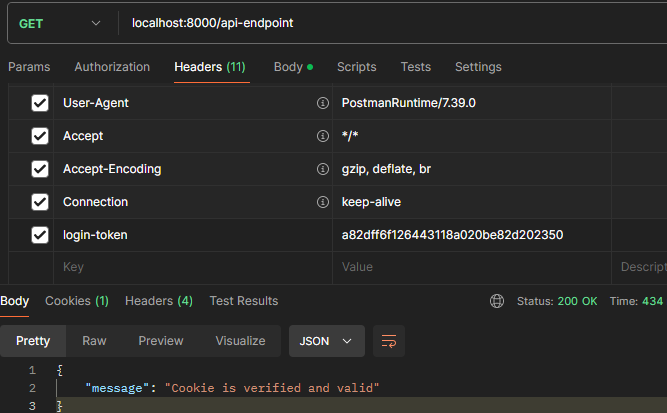 GET localhost:8000/api-endpoint
Params Authorization Headers (11) Body Scripts Tests Settings
User-Agent PostmanRuntime/7.39.0
Accept */*
Accept-Encoding gzip, deflate, br
Connection keep-alive
login-token a82dff6f126443118a020be82d202350
Key Value Descript
Body Cookies (1) Headers (4) Test Results Status: 200 OK Time: 434
Pretty Raw Preview Visualize JSON
1 {
2 "message": "Cookie is verified and valid"
3 }